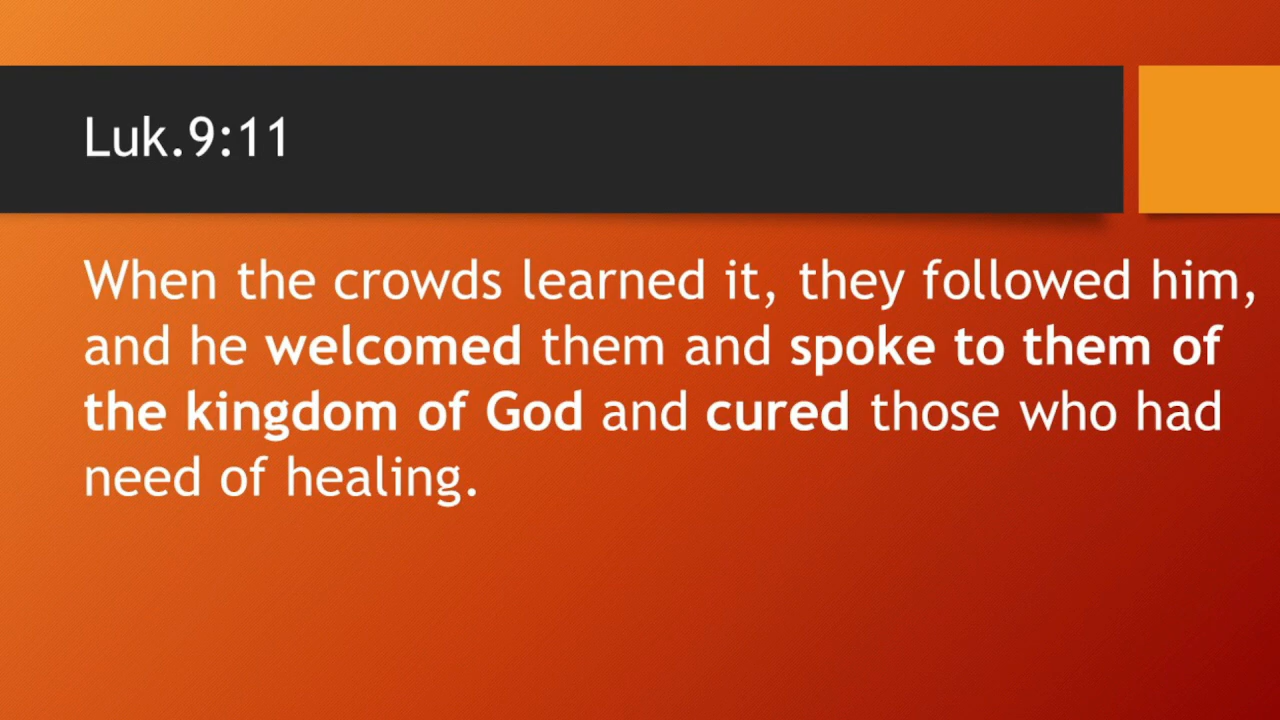 Luk.9:11
When the crowds learned it, they followed him,
and he welcomed them and spoke to them of
the kingdom of God and cured those who had
need of healing.